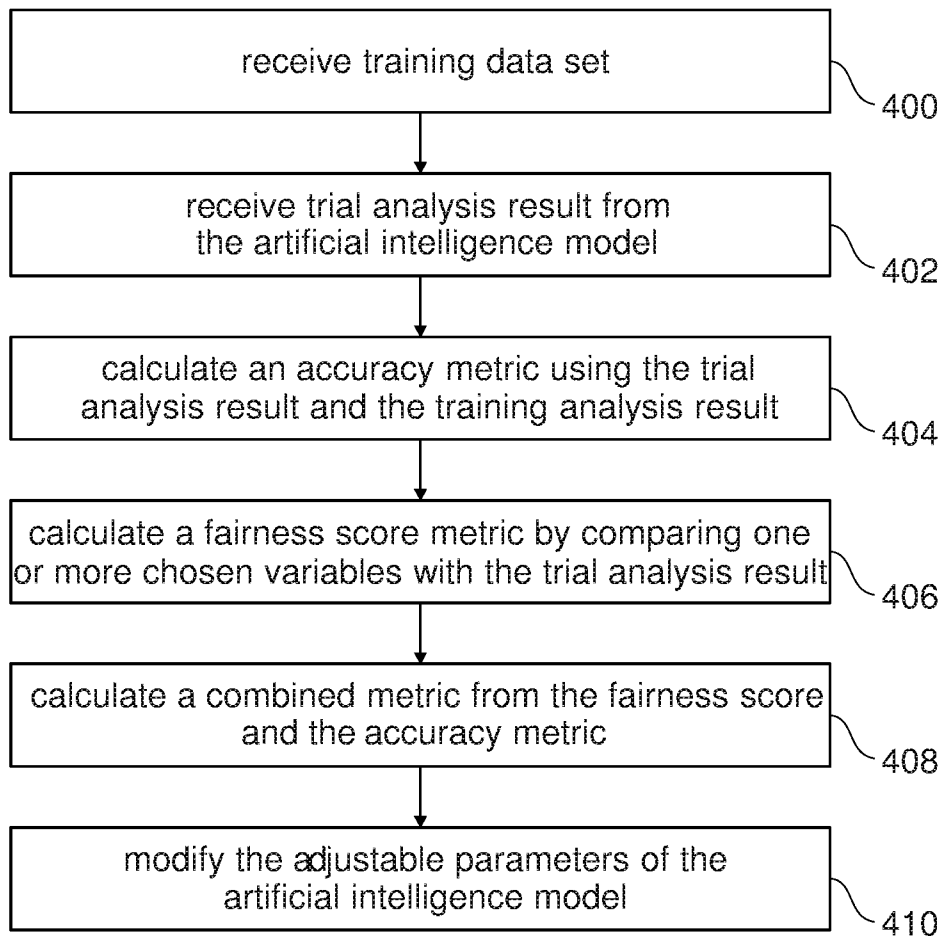 receive training data set
400
receive trial analysis result from
the artificial intelligence model
402
calculate an accuracy metric using the trial
analysis result and the training analysis result
404
calculate a fairness score metric by comparing one
or more chosen variables with the trial analysis result
406
calculate a combined metric from the fairness score
and the accuracy metric
408
modify the adjustable parameters of the
artificial intelligence model
410